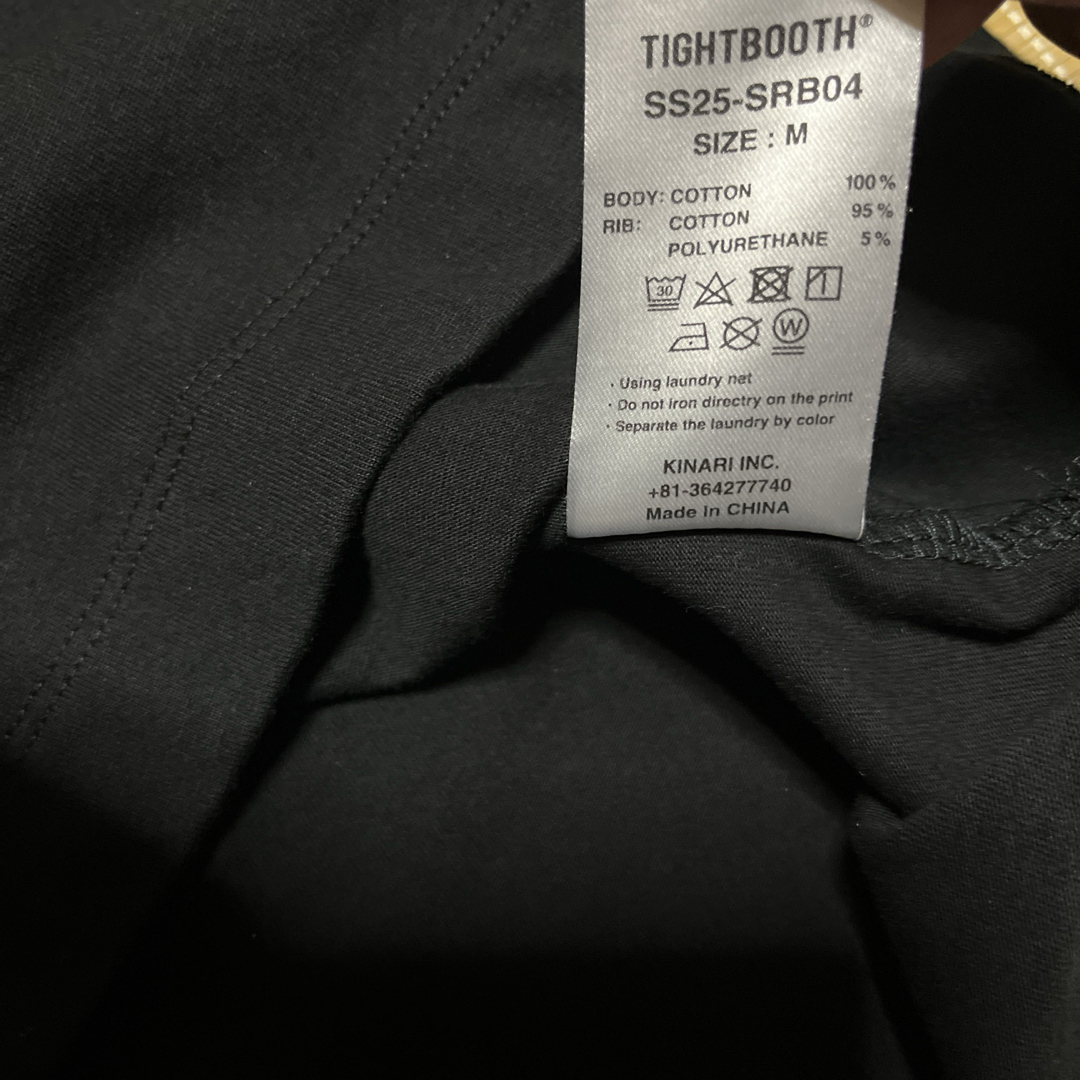 TIGHTBOOTH®
SS25-SRB04
SIZE : M
BODY: COTTON 100%
RIB: COTTON 95%
POLYURETHANE 5%
30
W
· Using laundry net
· Do not iron directry on the print
· Separate the laundry by color
KINARI INC.
+81-364277740
Made In CHINA